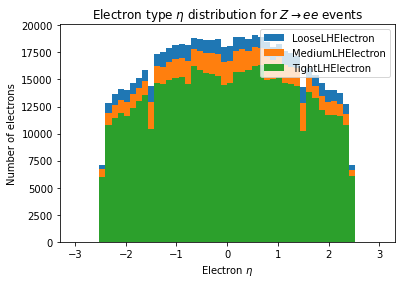 Electron type η distribution for Z → ee events
20000
17500
15000
12500
10000
7500
5000
2500
0
Number of electrons
LooseLHElectron
MediumLHElectron
TightLHElectron
−3 −2 −1 0 1 2 3
Electron η